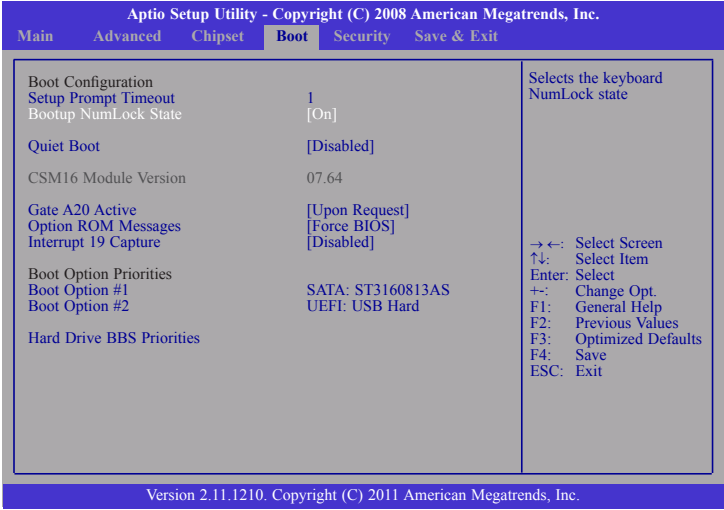 Aptio Setup Utility - Copyright (C) 2008 American Megatrends, Inc.
Main Advanced Chipset Boot Security Save & Exit
Boot Configuration
Setup Prompt Timeout 1
Bootup NumLock State [On]
Quiet Boot [Disabled]
CSM16 Module Version 07.64
Gate A20 Active [Upon Request]
Option ROM Messages [Force BIOS]
Interrupt 19 Capture [Disabled]
Boot Option Priorities
Boot Option #1 SATA: ST3160813AS
Boot Option #2 UEFI: USB Hard
Hard Drive BBS Priorities
Selects the keyboard
NumLock state
→←: Select Screen
↑↓: Select Item
Enter: Select
+-: Change Opt.
F1: General Help
F2: Previous Values
F3: Optimized Defaults
F4: Save
ESC: Exit
Version 2.11.1210. Copyright (C) 2011 American Megatrends, Inc.